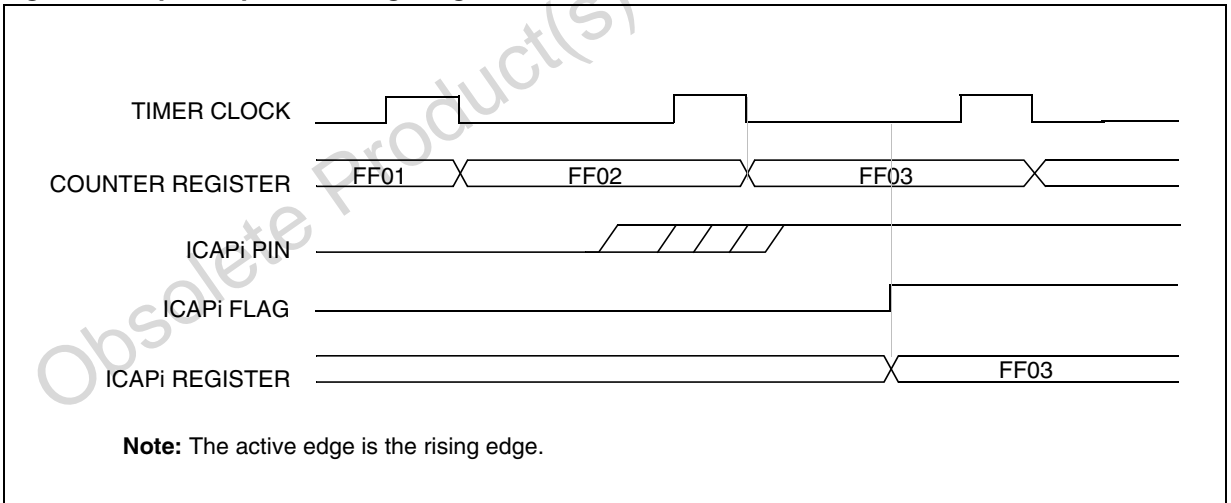 TIMER CLOCK
COUNTER REGISTER FF01 FF02 FF03
ICAPi PIN
ICAPi FLAG
ICAPi REGISTER FF03
Note: The active edge is the rising edge.
Obsolete Product(s)